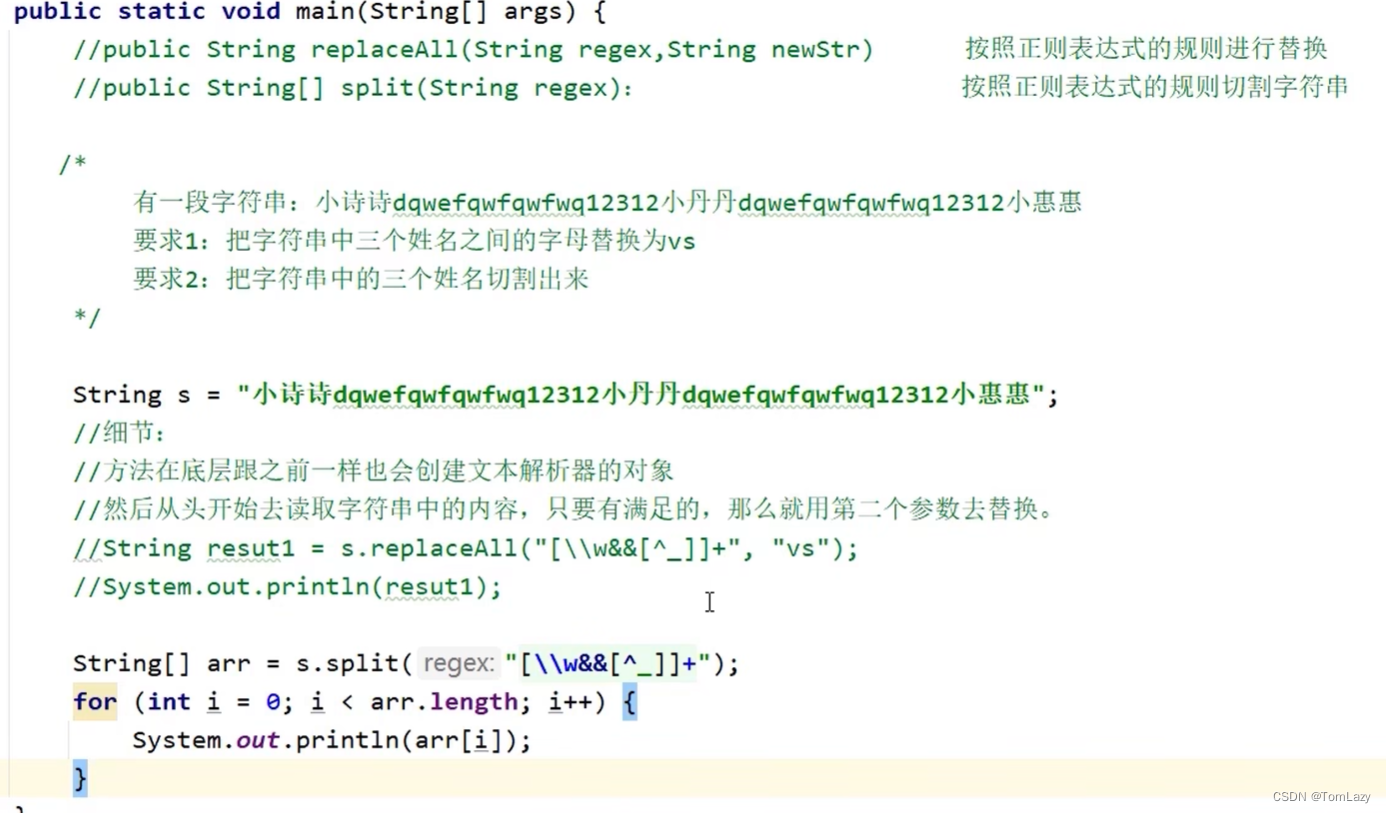 public static void main(String[] args) {
//public String replaceAll(String regex,String newStr) 按照正则表达式的规则进行替换
//public String[] split(String regex): 按照正则表达式的规则切割字符串
/*
有一段字符串：小诗诗dqwefqwfqwfwq12312小丹丹dqwefqwfqwfwq12312小惠惠
要求1：把字符串中三个姓名之间的字母替换为vs
要求2：把字符串中的三个姓名切割出来
*/
String s = "小诗诗dqwefqwfqwfwq12312小丹丹dqwefqwfqwfwq12312小惠惠";
//细节：
//方法在底层跟之前一样也会创建文本解析器的对象
//然后从头开始去读取字符串中的内容，只要有满足的，那么就用第二个参数去替换。
//String resut1 = s.replaceAll("[\\w&&[^_]]+", "vs");
//System.out.println(resut1);
String[] arr = s.split( regex: "[\\w&&[^_]]+");
for (int i = 0; i < arr.length; i++) {
System.out.println(arr[i]);
}
}
CSDN @TomLazy